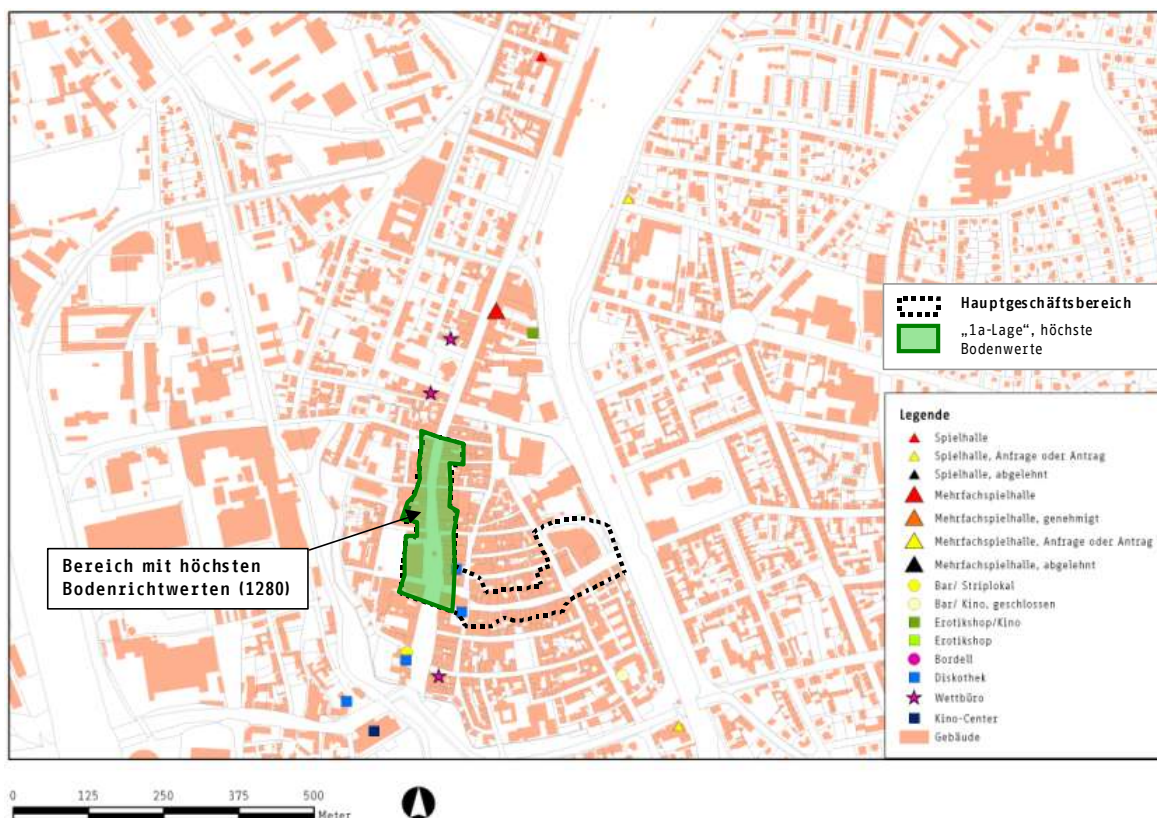 Hauptgeschäftsbereich
„1a-Lage“, höchste
Bodenwerte
Legende
Spielhalle
Spielhalle, Anfrage oder Antrag
Spielhalle, abgelehnt
Mehrfachspielhalle
Mehrfachspielhalle, genehmigt
Mehrfachspielhalle, Anfrage oder Antrag
Mehrfachspielhalle, abgelehnt
Bar/ Striplokal
Bar/ Kino, geschlossen
Erotikshop/Kino
Erotikshop
Bordell
Diskothek
Wettbüro
Kino-Center
Gebäude
Bereich mit höchsten
Bodenrichtwerten (1280)
0 125 250 375 500
Meter